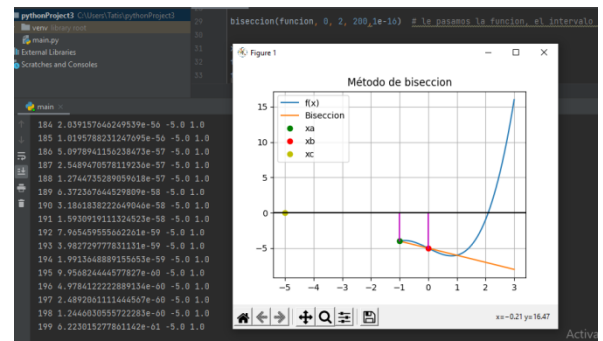 pythonProject3 C:\Users\Tatis\pythonProject3
venv library root
main.py
External Libraries
Scratches and Consoles
29
30
31
32
33
biseccion(funcion, 0, 2, 200,1e-16) # le pasamos la funcion, el intervalo
main
184 2.039157646249539e-56 -5.0 1.0
185 1.0195788231247695e-56 -5.0 1.0
186 5.0978941156238473e-57 -5.0 1.0
187 2.5489470578119236e-57 -5.0 1.0
188 1.2744735289059618e-57 -5.0 1.0
189 6.372367644529809e-58 -5.0 1.0
190 3.1861838222649046e-58 -5.0 1.0
191 1.5930919111324523e-58 -5.0 1.0
192 7.965459555662261e-59 -5.0 1.0
193 3.982729777831131e-59 -5.0 1.0
194 1.9913648889155653e-59 -5.0 1.0
195 9.956824444577827e-60 -5.0 1.0
196 4.978412222889134e-60 -5.0 1.0
197 2.4892061111444567e-60 -5.0 1.0
198 1.2446030555722283e-60 -5.0 1.0
199 6.223015277861142e-61 -5.0 1.0
Figure 1
Método de biseccion
f(x)
Biseccion
xa
xb
xc
15
10
5
0
−5
−5 −4 −3 −2 −1 0 1 2 3
x=-0.21 y=16.47
Activa